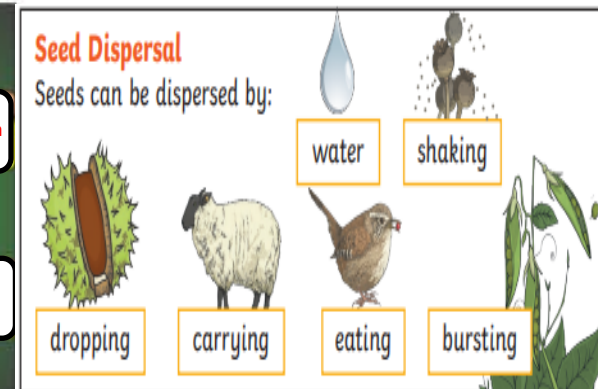 Seed Dispersal
Seeds can be dispersed by:
water shaking
dropping carrying eating bursting